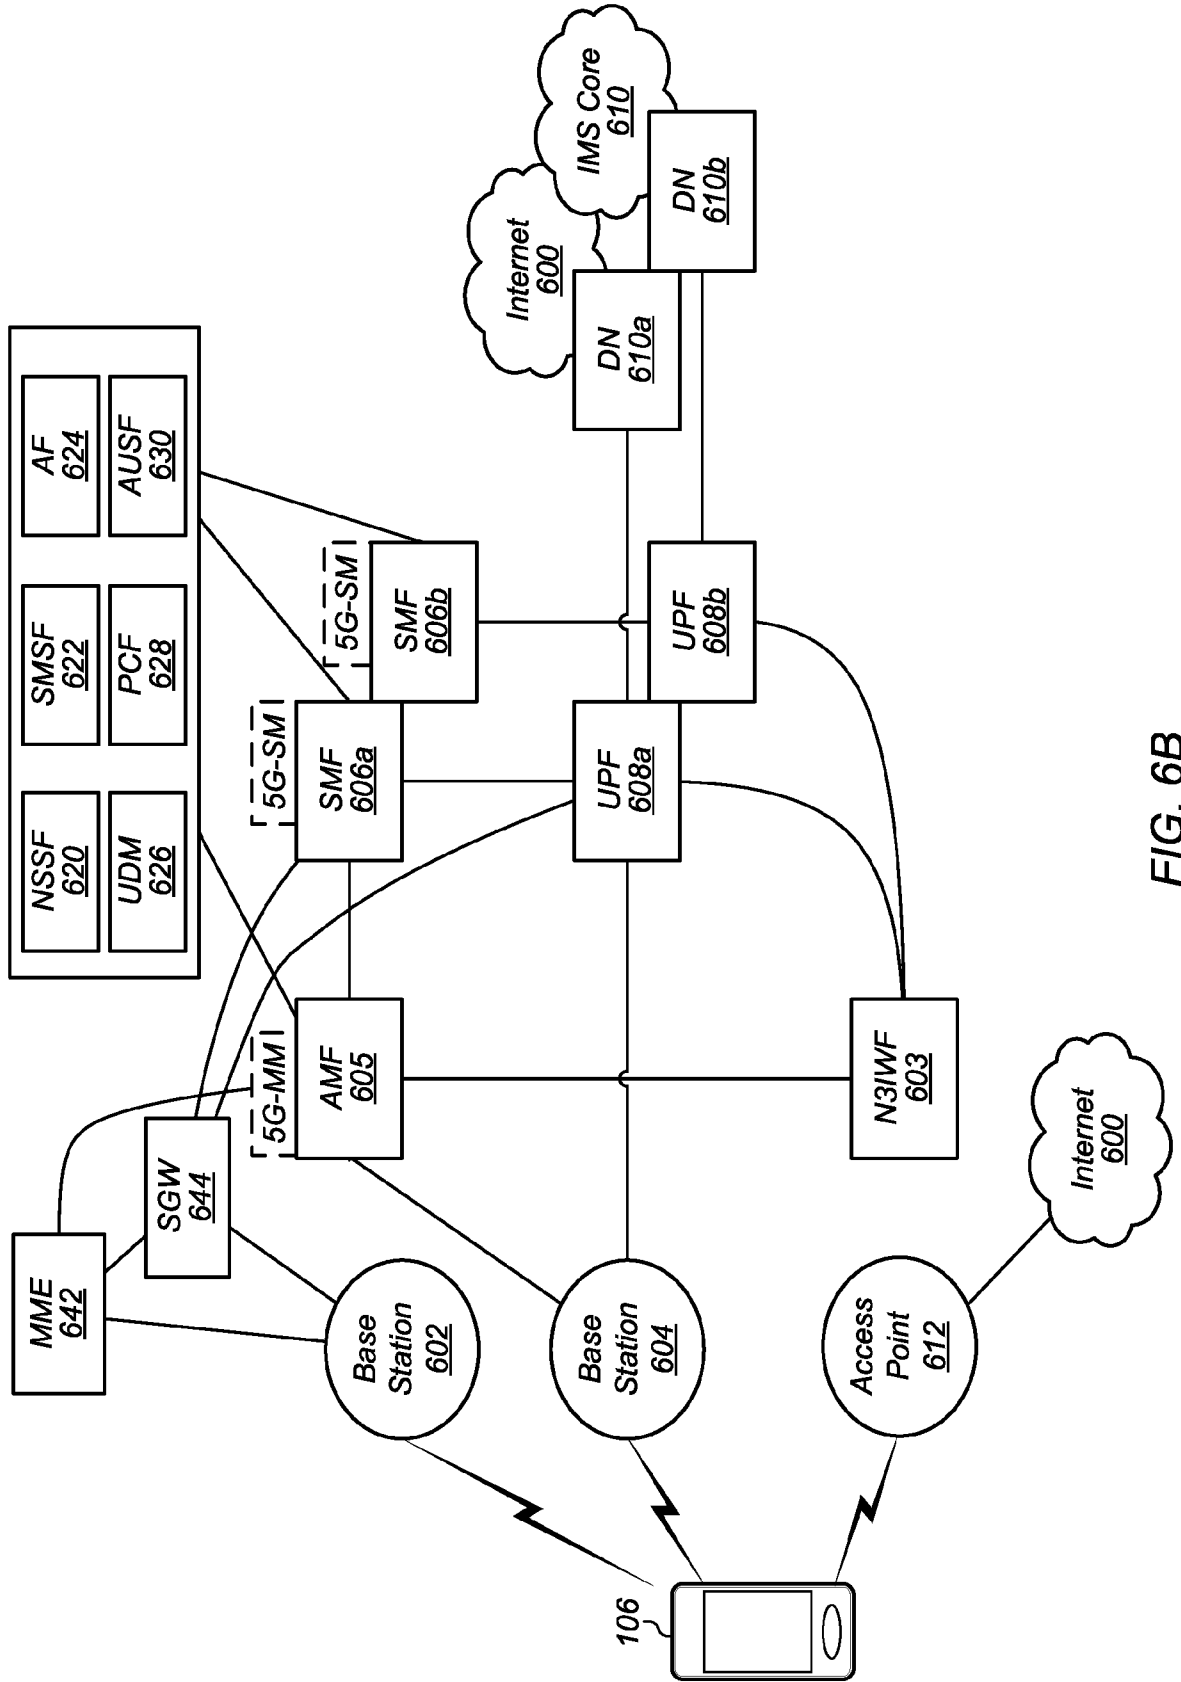 NSSF
620
SMSF
622
AF
624
UDM
626
PCF
628
AUSF
630
MME
642
SGW
644
5G-MM
AMF
605
5G-SM
SMF
606a
5G-SM
SMF
606b
Base
Station
602
Base
Station
604
UPF
608a
UPF
608b
Internet
600
DN
610a
IMS Core
610
DN
610b
106
Access
Point
612
N3IWF
603
Internet
600
FIG. 6B